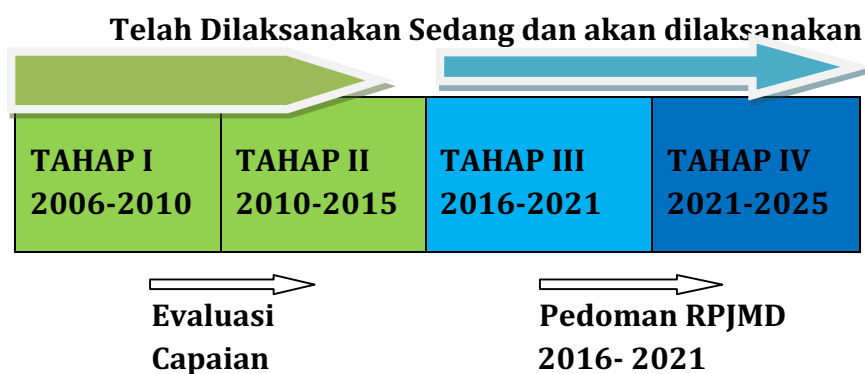 Telah Dilaksanakan Sedang dan akan dilaksanakan
TAHAP I
2006-2010
TAHAP II
2010-2015
TAHAP III
2016-2021
TAHAP IV
2021-2025
Evaluasi
Capaian
Pedoman RPJMD
2016- 2021